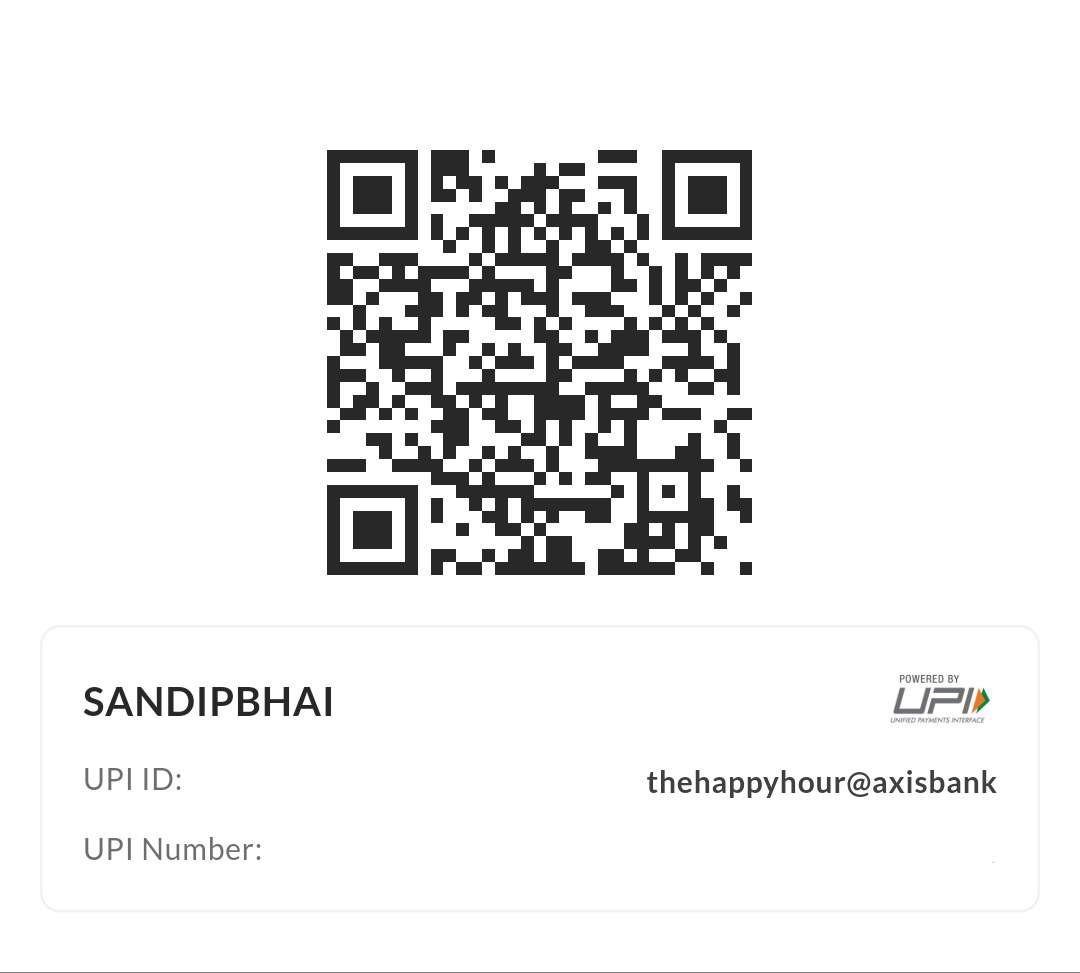 SANDIPBHAI
POWERED BY
UPI
UNIFIED PAYMENTS INTERFACE
UPI ID:
thehappyhour@axisbank
UPI Number: